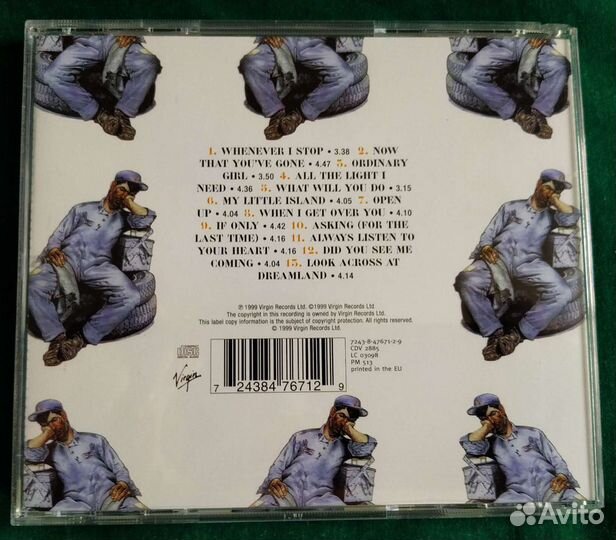 1. WHENEVER I STOP • 3.38 2. NOW
THAT YOU'VE GONE • 4.47 3. ORDINARY
GIRL • 3.50 4. ALL THE LIGHT I
NEED • 4.36 5. WHAT WILL YOU DO • 3.15
6. MY LITTLE ISLAND • 4.05 7. OPEN
UP • 4.04 8. WHEN I GET OVER YOU • 4.10
9. IF ONLY • 4.42 10. ASKING (FOR THE
LAST TIME) • 4.16 11. ALWAYS LISTEN TO
YOUR HEART • 4.16 12. DID YOU SEE ME
COMING • 4.04 13. LOOK ACROSS AT
DREAMLAND • 4.14
℗ 1999 Virgin Records Ltd. ©1999 Virgin Records Ltd.
The copyright in this recording is owned by Virgin Records Ltd.
This label copy information is the subject of copyright protection. All rights reserved.
© 1999 Virgin Records Ltd.
7243-8-47671-2-9
CDV 2885
LC 03098
PM 513
printed in the EU
disc
Virgin
7 24384 76712 9
Avito